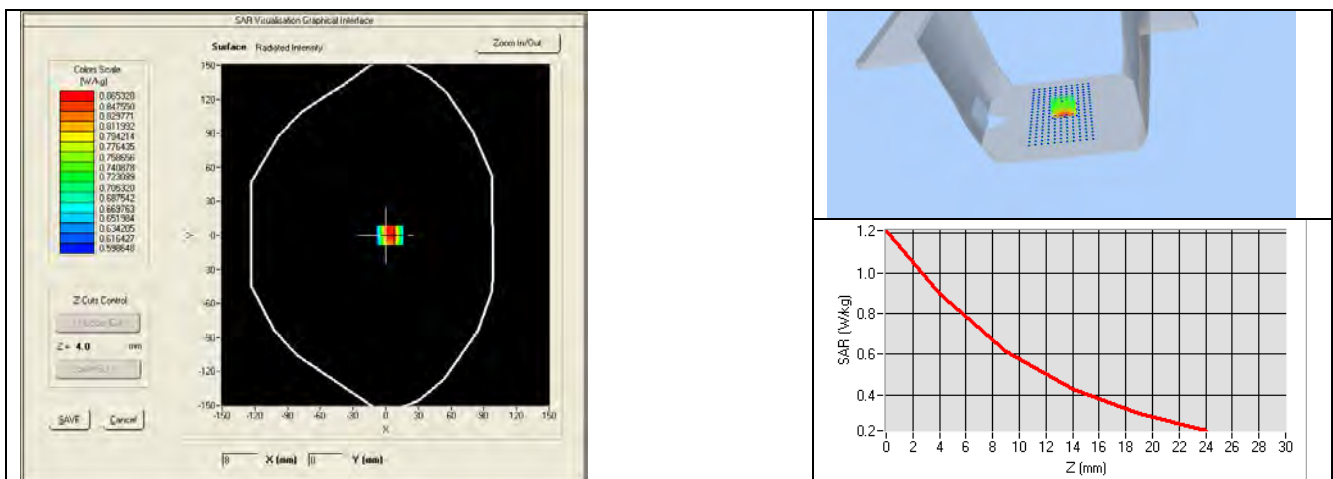 SAR Visualisation Graphical Interface
Surface Radiated Intensity
Zoom In/Out
Colors Scale
(W/kg)
0.865328
0.847550
0.829771
0.811992
0.794214
0.776435
0.758656
0.740878
0.723099
0.705320
0.687542
0.669763
0.651984
0.634205
0.616427
0.598648
150
120
90
60
30
0
-30
-60
-90
-120
-150
-150 -120 -90 -60 -30 0 30 60 90 120 150
X
Y
Z Cuts Control
Z = 4.0 mm
SAVE Cancel
8 X (mm) 0 Y (mm)
1.2
1.0
0.8
0.6
0.4
0.2
0 2 4 6 8 10 12 14 16 18 20 22 24 26 28 30
SAR (W/kg)
Z (mm)